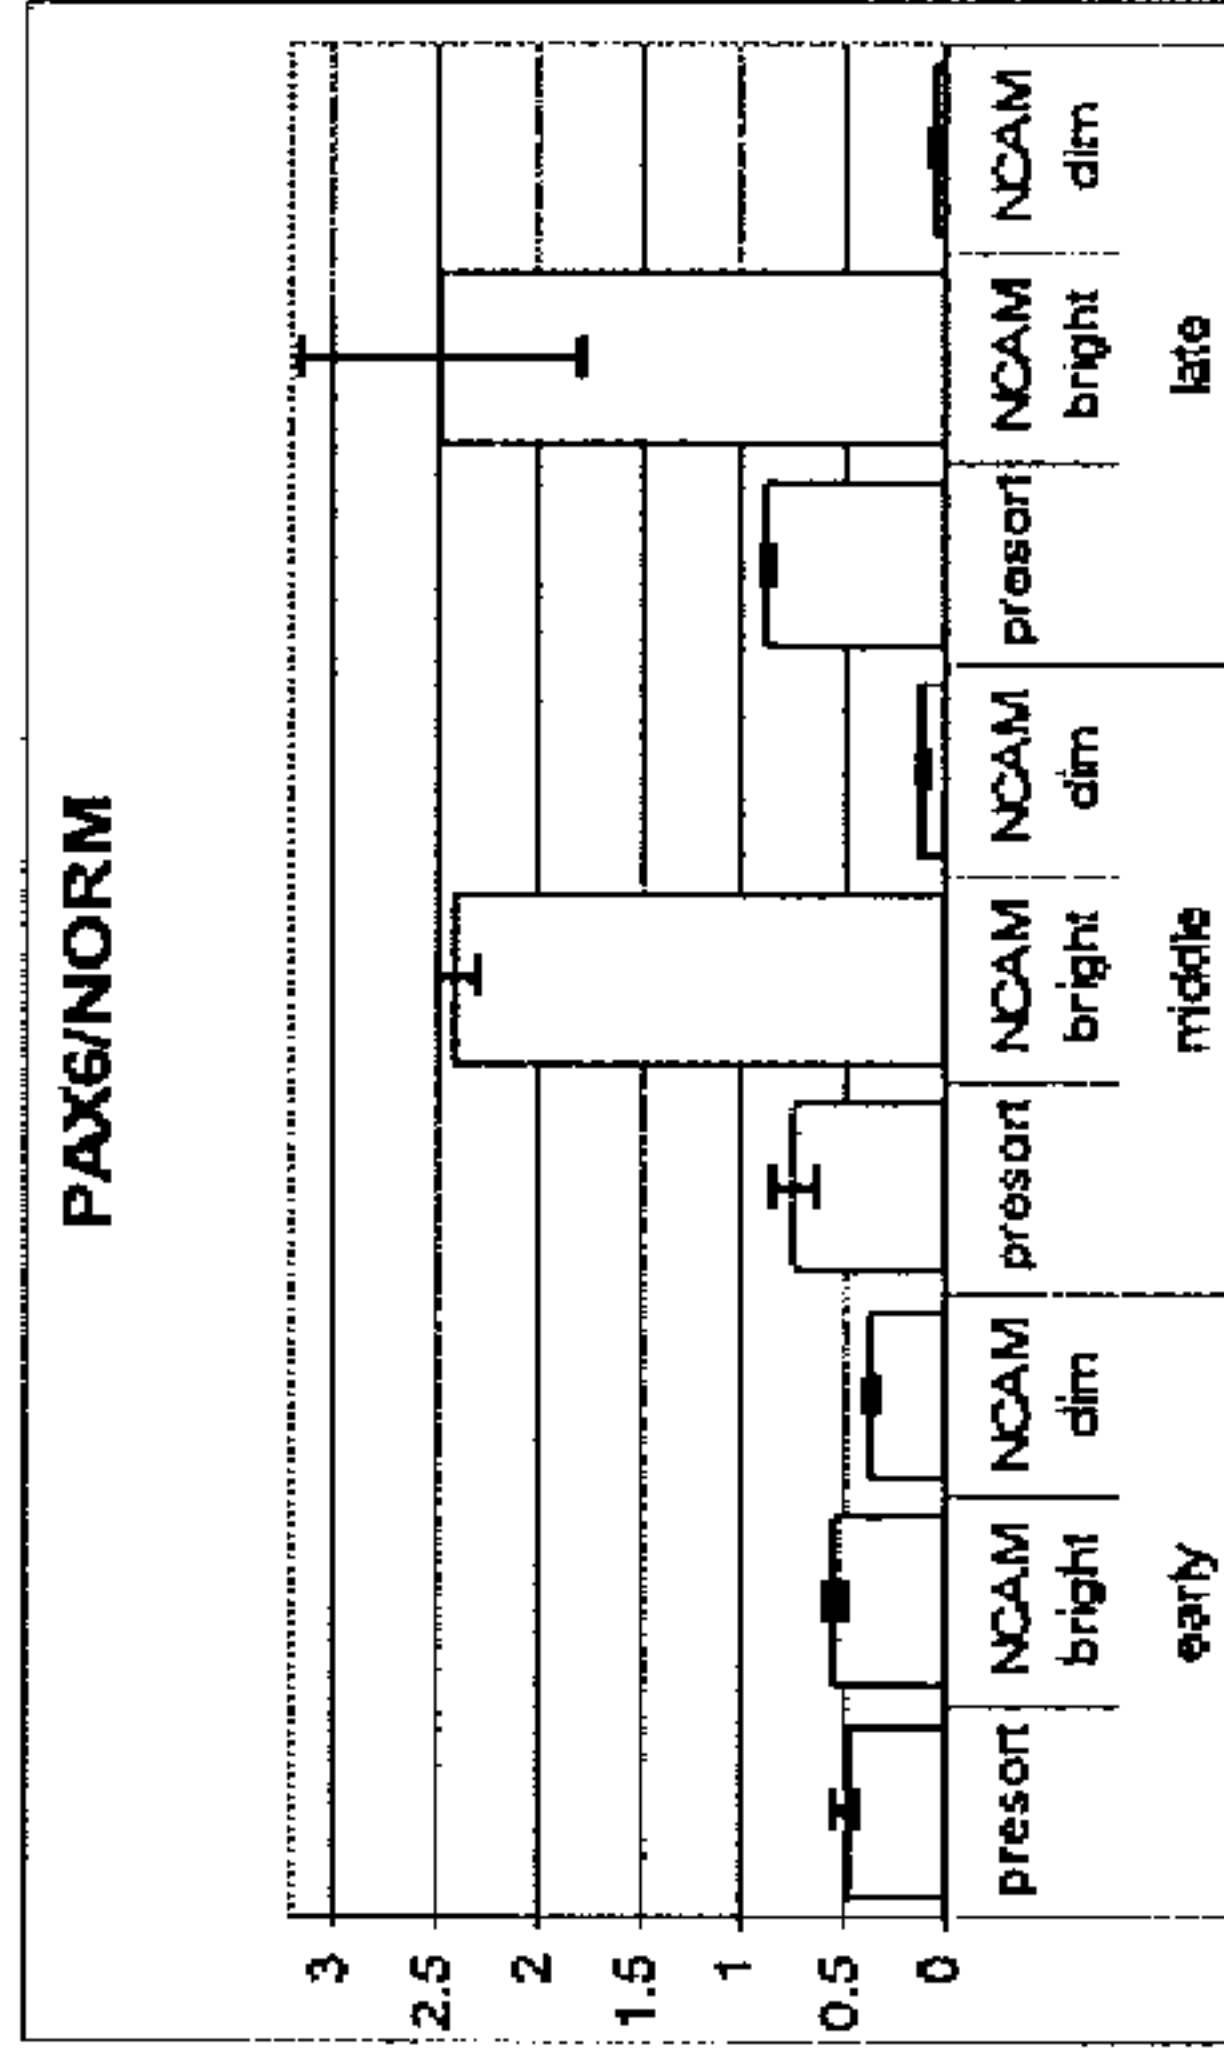 PAX6/NORM
3
2.5
2
1.5
1
0.5
0
presort NCAM bright NCAM dim presort NCAM bright NCAM dim presort NCAM bright NCAM dim
early middle late